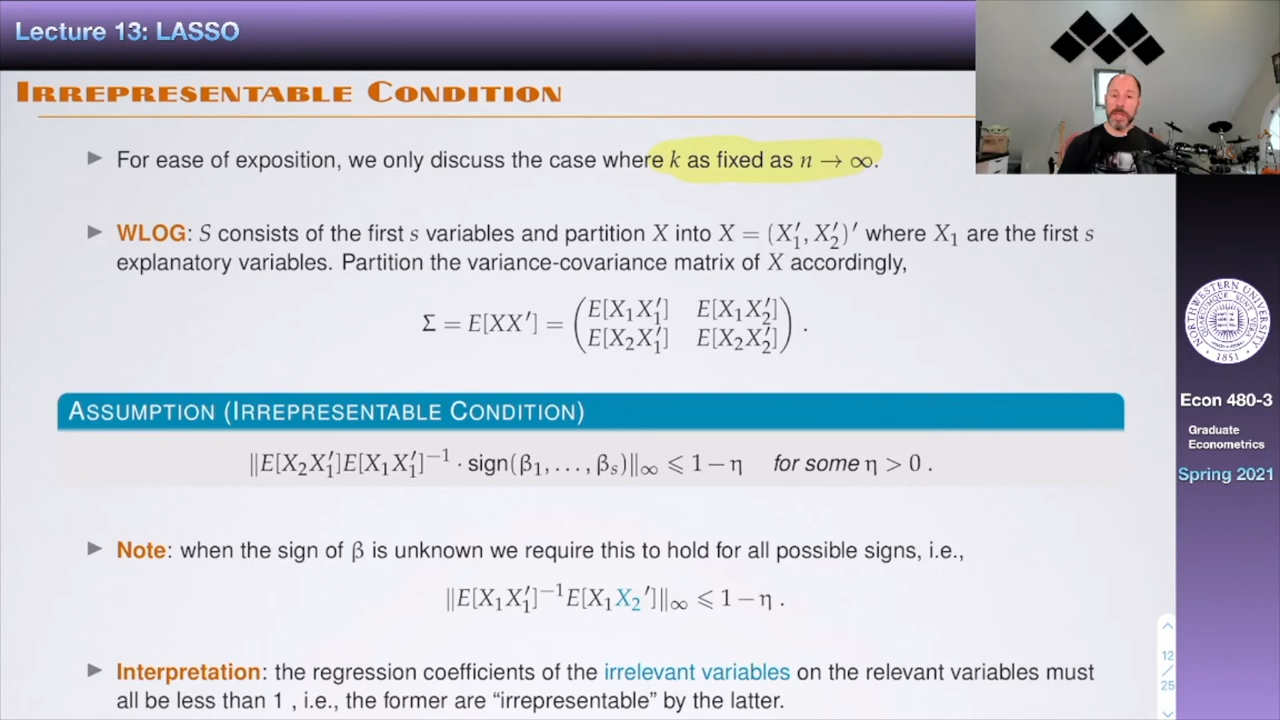 Lecture 13: LASSO
IRREPRESENTABLE CONDITION
► For ease of exposition, we only discuss the case where k as fixed as n → ∞.
► WLOG: S consists of the first s variables and partition X into X = (X′₁, X′₂)′ where X₁ are the first s
explanatory variables. Partition the variance-covariance matrix of X accordingly,
Σ = E[XX′] = ( E[X₁X′₁] E[X₁X′₂]
E[X₂X′₁] E[X₂X′₂] ) .
ASSUMPTION (IRREPRESENTABLE CONDITION)
‖E[X₂X′₁]E[X₁X′₁]⁻¹ · sign(β₁, . . . , βₛ)‖∞ ⩽ 1 − η for some η > 0 .
► Note: when the sign of β is unknown we require this to hold for all possible signs, i.e.,
‖E[X₁X′₁]⁻¹E[X₁X₂′]‖∞ ⩽ 1 − η .
► Interpretation: the regression coefficients of the irrelevant variables on the relevant variables must
all be less than 1 , i.e., the former are “irrepresentable” by the latter.
NORTHWESTERN UNIVERSITY
1851
Econ 480-3
Graduate
Econometrics
Spring 2021
12
/
25